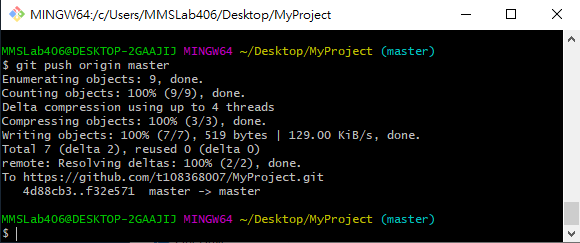 MINGW64:/c/Users/MMSLab406/Desktop/MyProject
MMSLab406@DESKTOP-2GAAJIJ MINGW64 ~/Desktop/MyProject (master)
$ git push origin master
Enumerating objects: 9, done.
Counting objects: 100% (9/9), done.
Delta compression using up to 4 threads
Compressing objects: 100% (3/3), done.
Writing objects: 100% (7/7), 519 bytes | 129.00 KiB/s, done.
Total 7 (delta 2), reused 0 (delta 0)
remote: Resolving deltas: 100% (2/2), done.
To https://github.com/t108368007/MyProject.git
   4d88cb3..f32e571  master -> master
MMSLab406@DESKTOP-2GAAJIJ MINGW64 ~/Desktop/MyProject (master)
$